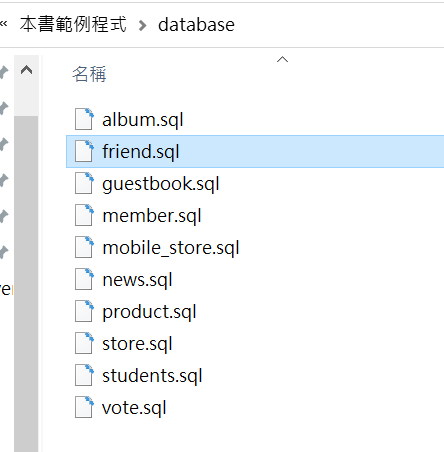 « 本書範例程式 > database
名稱
album.sql
friend.sql
guestbook.sql
member.sql
mobile_store.sql
news.sql
product.sql
store.sql
students.sql
vote.sql